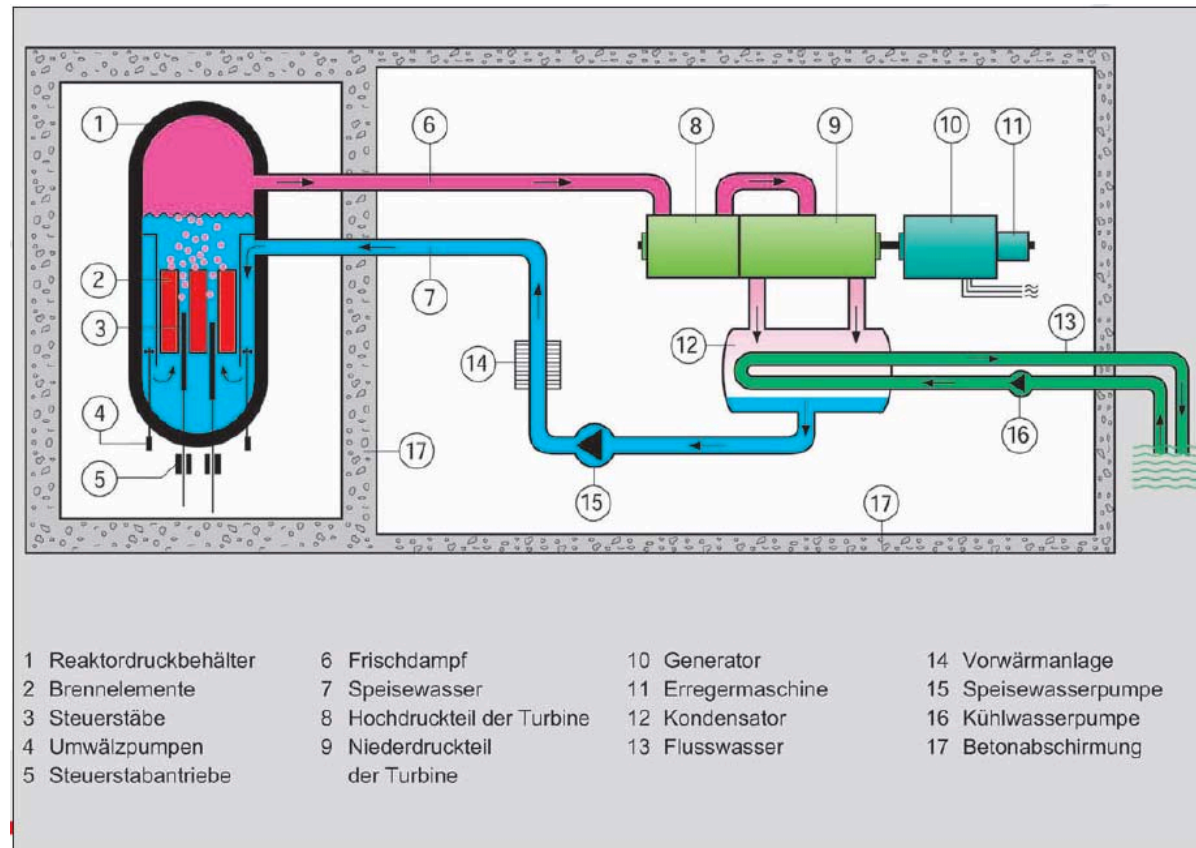 1
6
8
9
10
11
2
3
7
14
12
13
4
5
17
15
16
17
1 Reaktordruckbehälter
2 Brennelemente
3 Steuerstäbe
4 Umwälzpumpen
5 Steuerstabantriebe
6 Frischdampf
7 Speisewasser
8 Hochdruckteil der Turbine
9 Niederdruckteil
der Turbine
10 Generator
11 Erregermaschine
12 Kondensator
13 Flusswasser
14 Vorwärmanlage
15 Speisewasserpumpe
16 Kühlwasserpumpe
17 Betonabschirmung